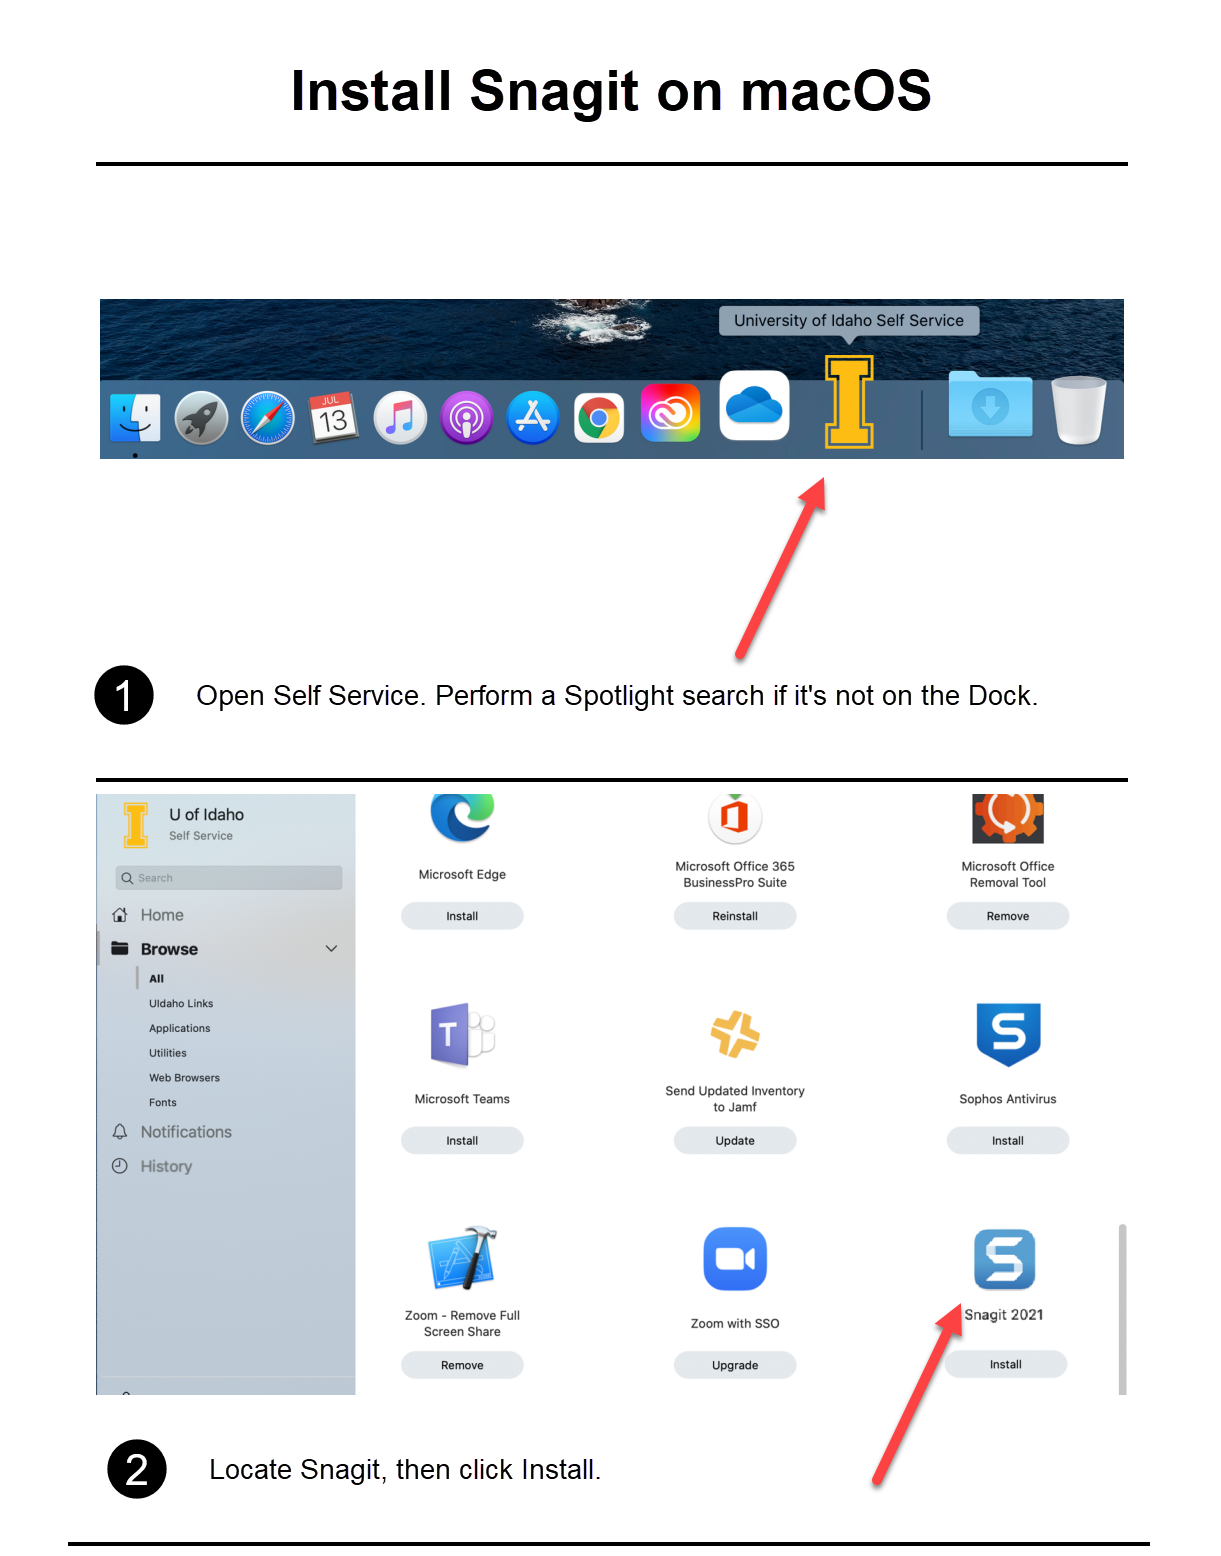 Install Snagit on macOS
University of Idaho Self Service
JUL
13
1 Open Self Service. Perform a Spotlight search if it's not on the Dock.
U of Idaho
Self Service
Search
Home
Browse
All
UIdaho Links
Applications
Utilities
Web Browsers
Fonts
Notifications
History
Microsoft Edge
Install
Microsoft Office 365
BusinessPro Suite
Reinstall
Microsoft Office
Removal Tool
Remove
T
Microsoft Teams
Install
Send Updated Inventory
to Jamf
Update
S
Sophos Antivirus
Install
Zoom - Remove Full
Screen Share
Remove
Zoom with SSO
Upgrade
S
Snagit 2021
Install
2 Locate Snagit, then click Install.